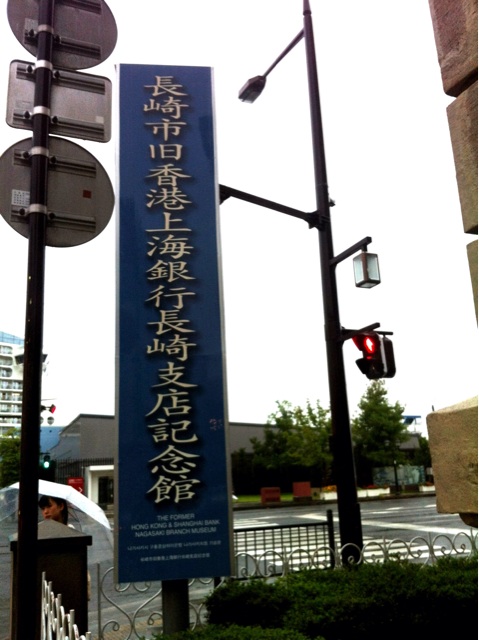 長崎市旧香港上海銀行長崎支店記念館
THE FORMER
HONG KONG & SHANGHAI BANK
NAGASAKI BRANCH MUSEUM